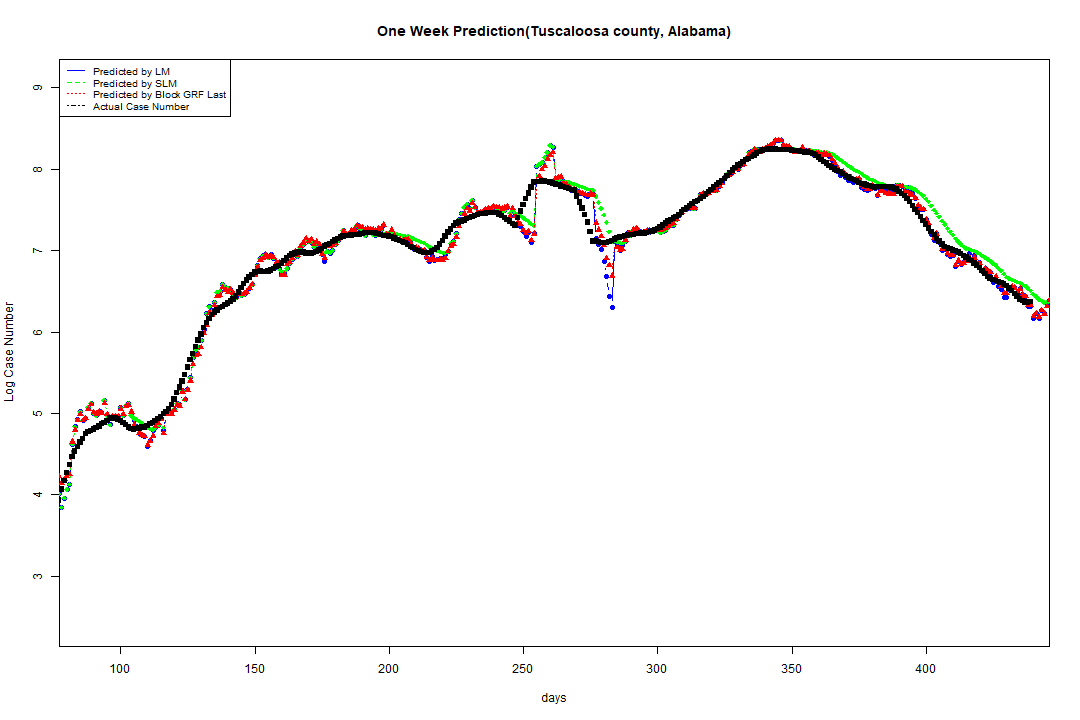 One Week Prediction(Tuscaloosa county, Alabama)
Predicted by LM
Predicted by SLM
Predicted by Block GRF Last
Actual Case Number
9
8
7
6
5
4
3
Log Case Number
100 150 200 250 300 350 400
days